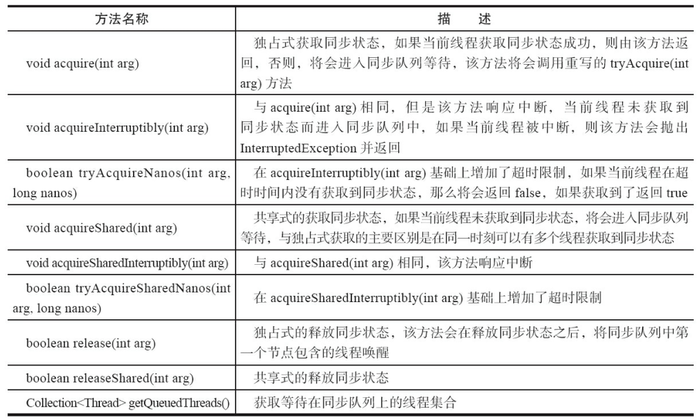 方法名称
描 述
void acquire(int arg)
独占式获取同步状态，如果当前线程获取同步状态成功，则由该方法返
回，否则，将会进入同步队列等待，该方法将会调用重写的 tryAcquire(int
arg) 方法
void acquireInterruptibly(int arg)
与 acquire(int arg) 相同，但是该方法响应中断，当前线程未获取到
同步状态而进入同步队列中，如果当前线程被中断，则该方法会抛出
InterruptedException 并返回
boolean tryAcquireNanos(int arg,
long nanos)
在 acquireInterruptibly(int arg) 基础上增加了超时限制，如果当前线程在超
时时间内没有获取到同步状态，那么将会返回 false，如果获取到了返回 true
void acquireShared(int arg)
共享式的获取同步状态，如果当前线程未获取到同步状态，将会进入同步队列
等待，与独占式获取的主要区别是在同一时刻可以有多个线程获取到同步状态
void acquireSharedInterruptibly(int arg)
与 acquireShared(int arg) 相同，该方法响应中断
boolean tryAcquireSharedNanos(int
arg, long nanos)
在 acquireSharedInterruptibly(int arg) 基础上增加了超时限制
boolean release(int arg)
独占式的释放同步状态，该方法会在释放同步状态之后，将同步队列中第
一个节点包含的线程唤醒
boolean releaseShared(int arg)
共享式的释放同步状态
Collection<Thread> getQueuedThreads()
获取等待在同步队列上的线程集合